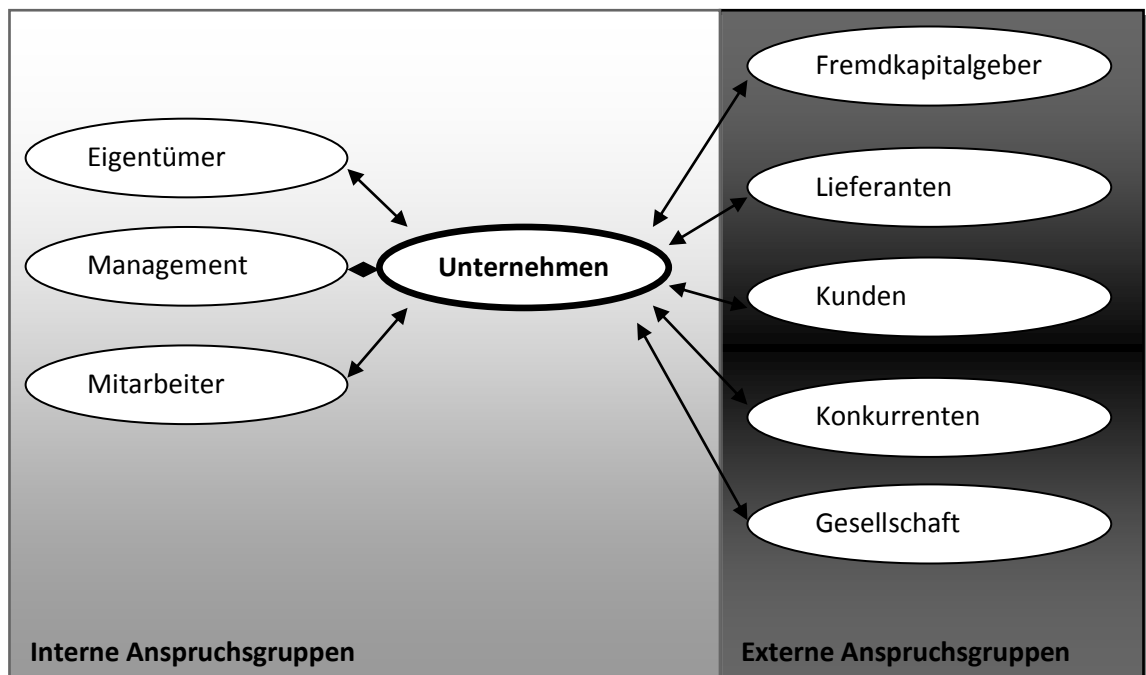 Eigentümer
Management
Mitarbeiter
Unternehmen
Fremdkapitalgeber
Lieferanten
Kunden
Konkurrenten
Gesellschaft
Interne Anspruchsgruppen
Externe Anspruchsgruppen